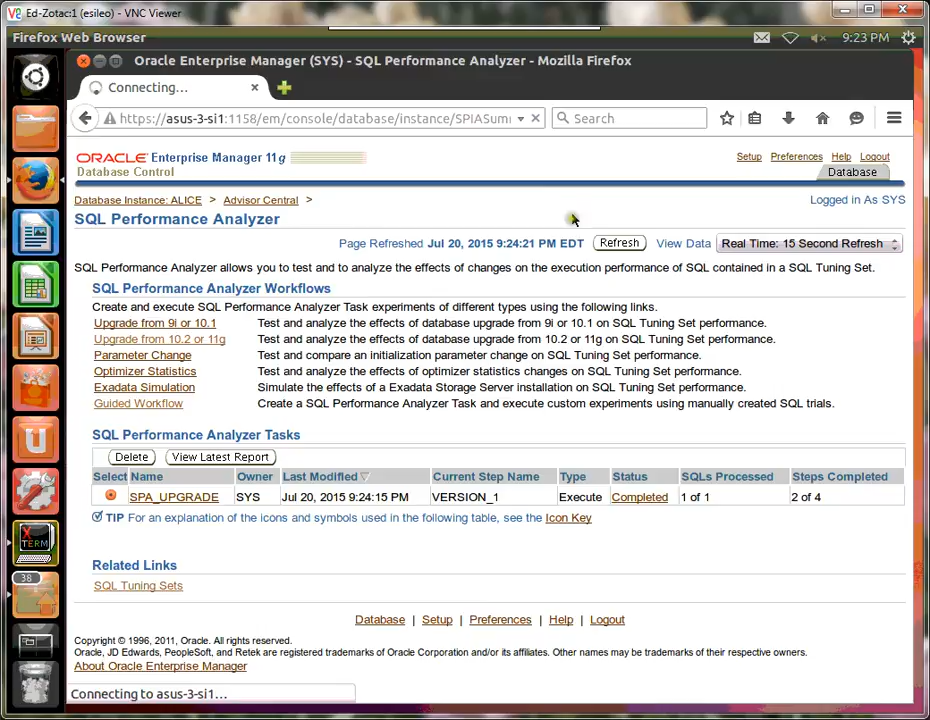 Ed-Zotac:1 (esileo) - VNC Viewer
Firefox Web Browser
9:23 PM
Oracle Enterprise Manager (SYS) - SQL Performance Analyzer - Mozilla Firefox
Connecting...
https://asus-3-si1:1158/em/console/database/instance/SPIASum
Search
ORACLE Enterprise Manager 11g
Database Control
Setup Preferences Help Logout
Database
Database Instance: ALICE > Advisor Central >
Logged in As SYS
SQL Performance Analyzer
Page Refreshed Jul 20, 2015 9:24:21 PM EDT Refresh View Data Real Time: 15 Second Refresh
SQL Performance Analyzer allows you to test and to analyze the effects of changes on the execution performance of SQL contained in a SQL Tuning Set.
SQL Performance Analyzer Workflows
Create and execute SQL Performance Analyzer Task experiments of different types using the following links.
Upgrade from 9i or 10.1 Test and analyze the effects of database upgrade from 9i or 10.1 on SQL Tuning Set performance.
Upgrade from 10.2 or 11g Test and analyze the effects of database upgrade from 10.2 or 11g on SQL Tuning Set performance.
Parameter Change Test and compare an initialization parameter change on SQL Tuning Set performance.
Optimizer Statistics Test and analyze the effects of optimizer statistics changes on SQL Tuning Set performance.
Exadata Simulation Simulate the effects of a Exadata Storage Server installation on SQL Tuning Set performance.
Guided Workflow Create a SQL Performance Analyzer Task and execute custom experiments using manually created SQL trials.
SQL Performance Analyzer Tasks
Delete View Latest Report
Select Name Owner Last Modified Current Step Name Type Status SQLs Processed Steps Completed
SPA_UPGRADE SYS Jul 20, 2015 9:24:15 PM VERSION_1 Execute Completed 1 of 1 2 of 4
TIP For an explanation of the icons and symbols used in the following table, see the Icon Key
Related Links
SQL Tuning Sets
Database | Setup | Preferences | Help | Logout
Copyright © 1996, 2011, Oracle. All rights reserved.
Oracle, JD Edwards, PeopleSoft, and Retek are registered trademarks of Oracle Corporation and/or its affiliates. Other names may be trademarks of their respective owners.
About Oracle Enterprise Manager
Connecting to asus-3-si1...
X
TERM
38